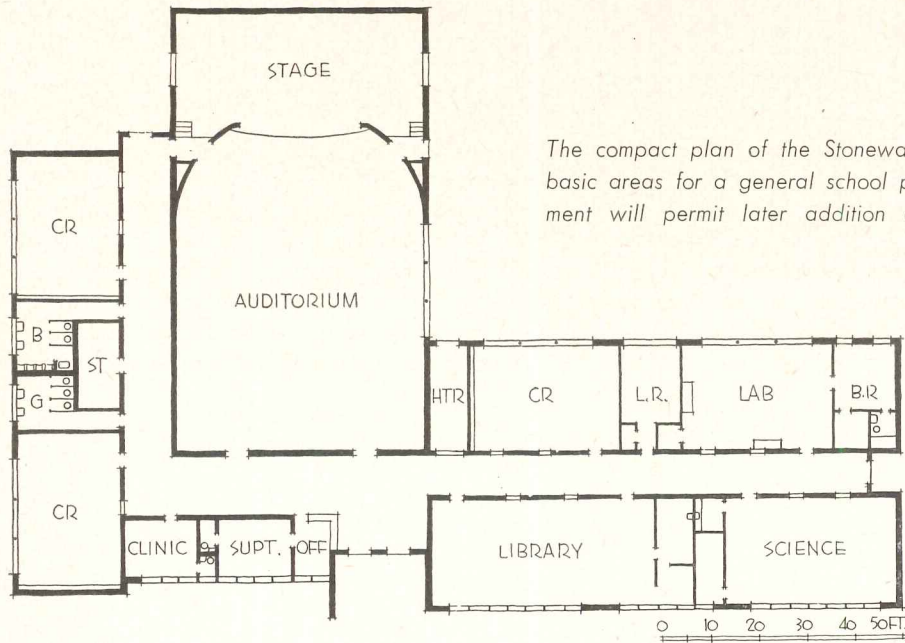 STAGE
The compact plan of the Stonewa
basic areas for a general school p
ment will permit later addition
CR
AUDITORIUM
B
ST
G
HTR
CR
L.R.
LAB
B.R
CR
CLINIC
SUPT.
OFF
LIBRARY
SCIENCE
0 10 20 30 40 50FT.